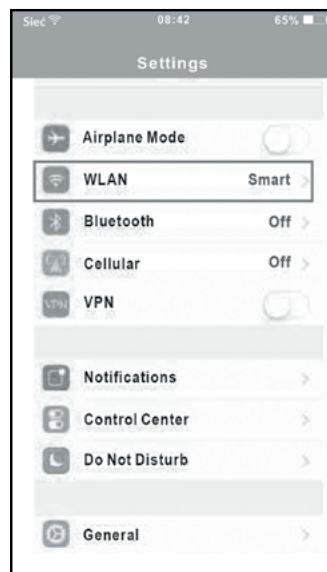 Sieć 08:42 65%
Settings
Airplane Mode
WLAN Smart
Bluetooth Off
Cellular Off
VPN VPN
Notifications
Control Center
Do Not Disturb
General